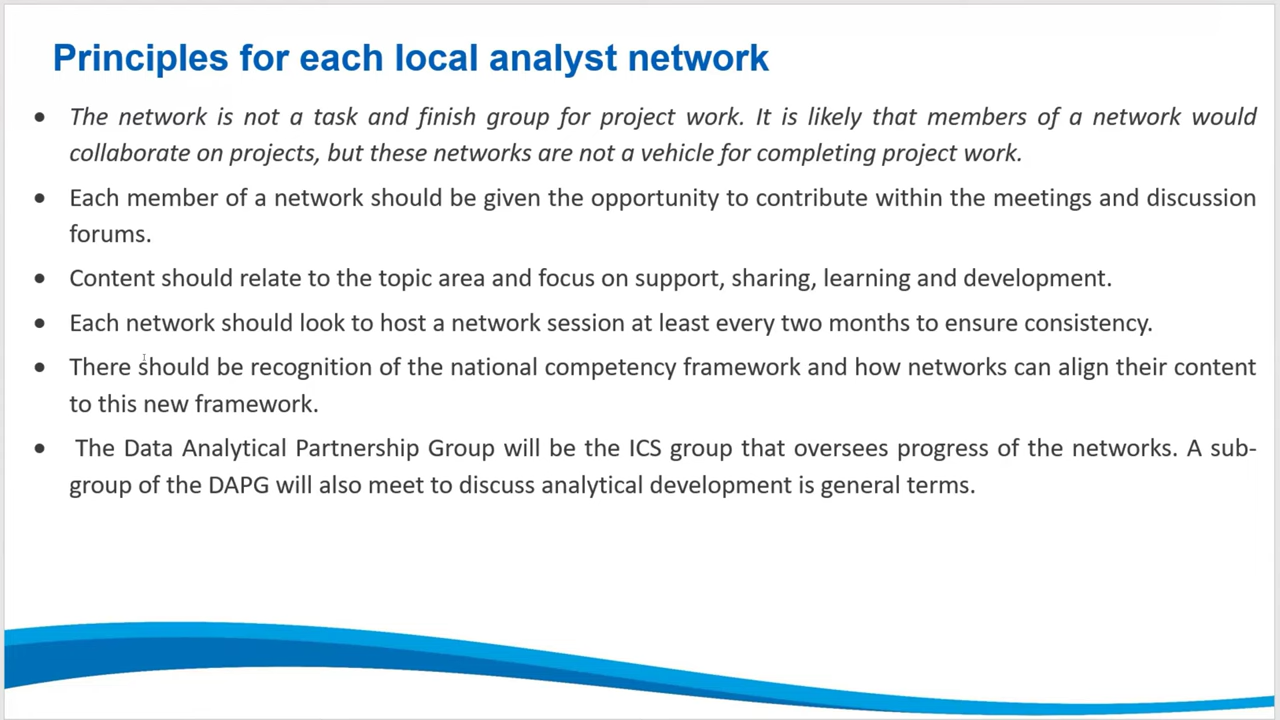 Principles for each local analyst network
• The network is not a task and finish group for project work. It is likely that members of a network would
collaborate on projects, but these networks are not a vehicle for completing project work.
• Each member of a network should be given the opportunity to contribute within the meetings and discussion
forums.
• Content should relate to the topic area and focus on support, sharing, learning and development.
• Each network should look to host a network session at least every two months to ensure consistency.
• There should be recognition of the national competency framework and how networks can align their content
to this new framework.
• The Data Analytical Partnership Group will be the ICS group that oversees progress of the networks. A sub-
group of the DAPG will also meet to discuss analytical development is general terms.